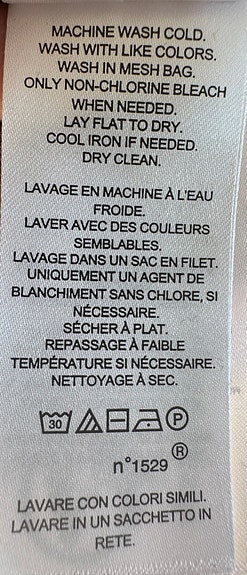 MACHINE WASH COLD.
WASH WITH LIKE COLORS.
WASH IN MESH BAG.
ONLY NON-CHLORINE BLEACH
WHEN NEEDED.
LAY FLAT TO DRY.
COOL IRON IF NEEDED.
DRY CLEAN.
LAVAGE EN MACHINE À L'EAU
FROIDE.
LAVER AVEC DES COULEURS
SEMBLABLES.
LAVAGE DANS UN SAC EN FILET.
UNIQUEMENT UN AGENT DE
BLANCHIMENT SANS CHLORE, SI
NÉCESSAIRE.
SÉCHER À PLAT.
REPASSAGE À FAIBLE
TEMPÉRATURE SI NÉCESSAIRE.
NETTOYAGE À SEC.
30 P
®
n°1529
LAVARE CON COLORI SIMILI.
LAVARE IN UN SACCHETTO IN
RETE.